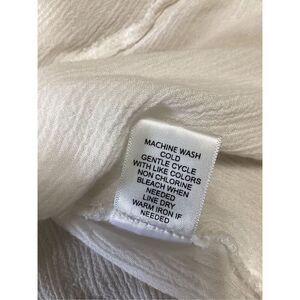 MACHINE WASH
COLD
GENTLE CYCLE
WITH LIKE COLORS
NON CHLORINE
BLEACH WHEN
NEEDED
LINE DRY
WARM IRON IF
NEEDED